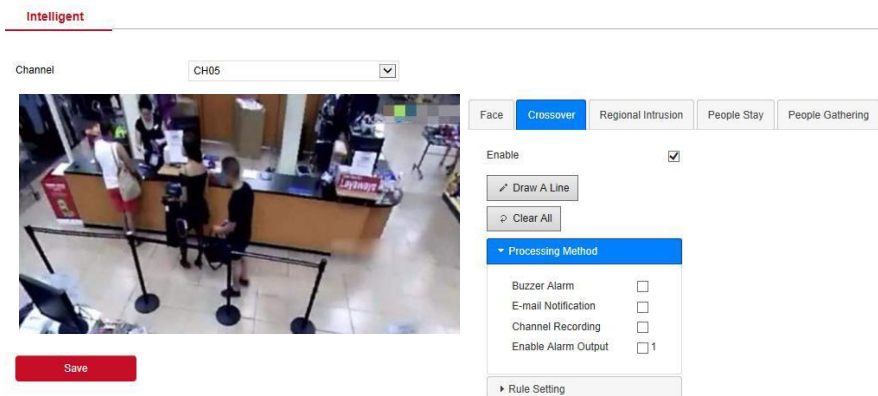 Intelligent
Channel
CH05
Face
Crossover
Regional Intrusion
People Stay
People Gathering
Enable
Draw A Line
Clear All
Processing Method
Buzzer Alarm
E-mail Notification
Channel Recording
Enable Alarm Output
1
Rule Setting
Layaways
Save